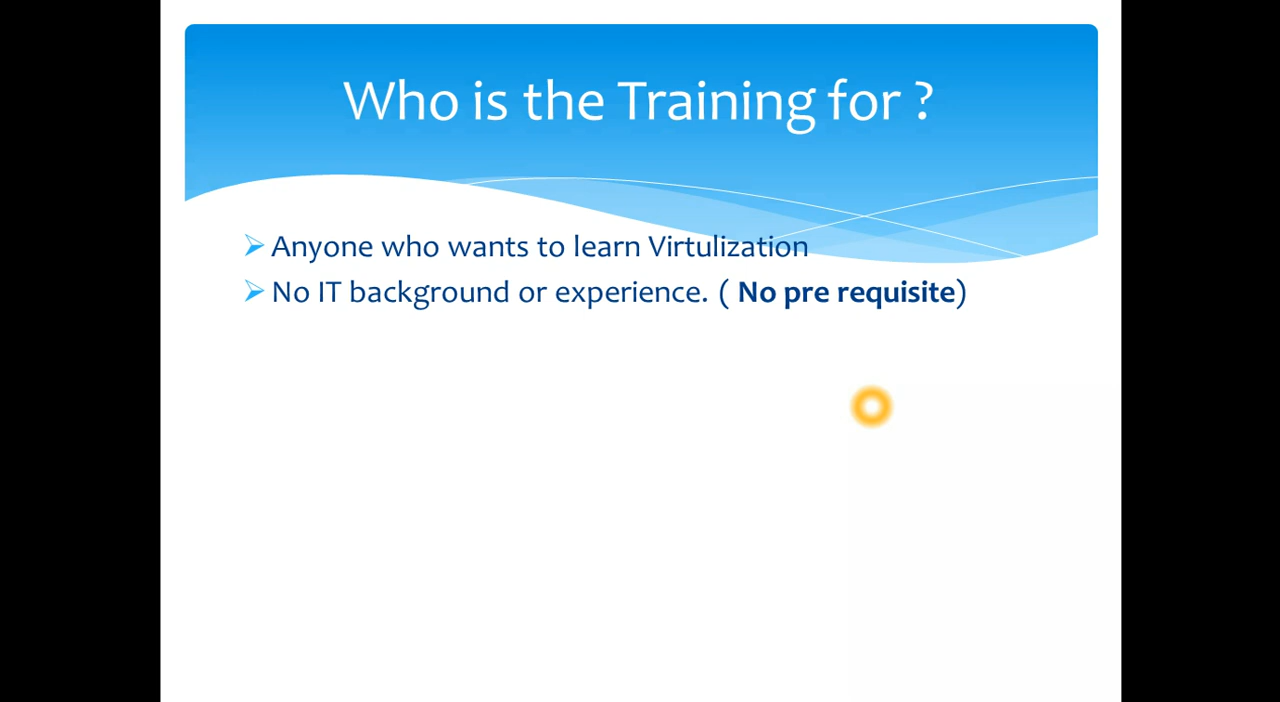 Who is the Training for ?
Anyone who wants to learn Virtulization
No IT background or experience. ( No pre requisite)